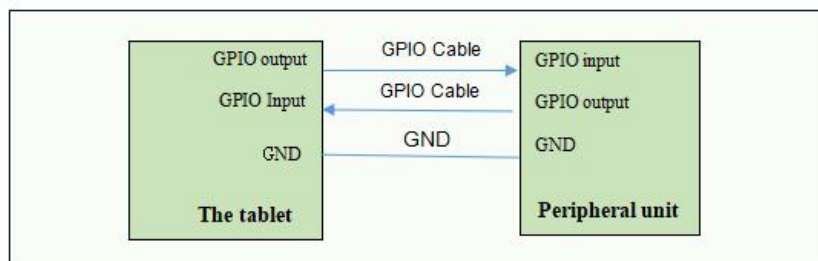 GPIO output
GPIO Input
GND
The tablet
GPIO Cable
GPIO Cable
GND
GPIO input
GPIO output
GND
Peripheral unit